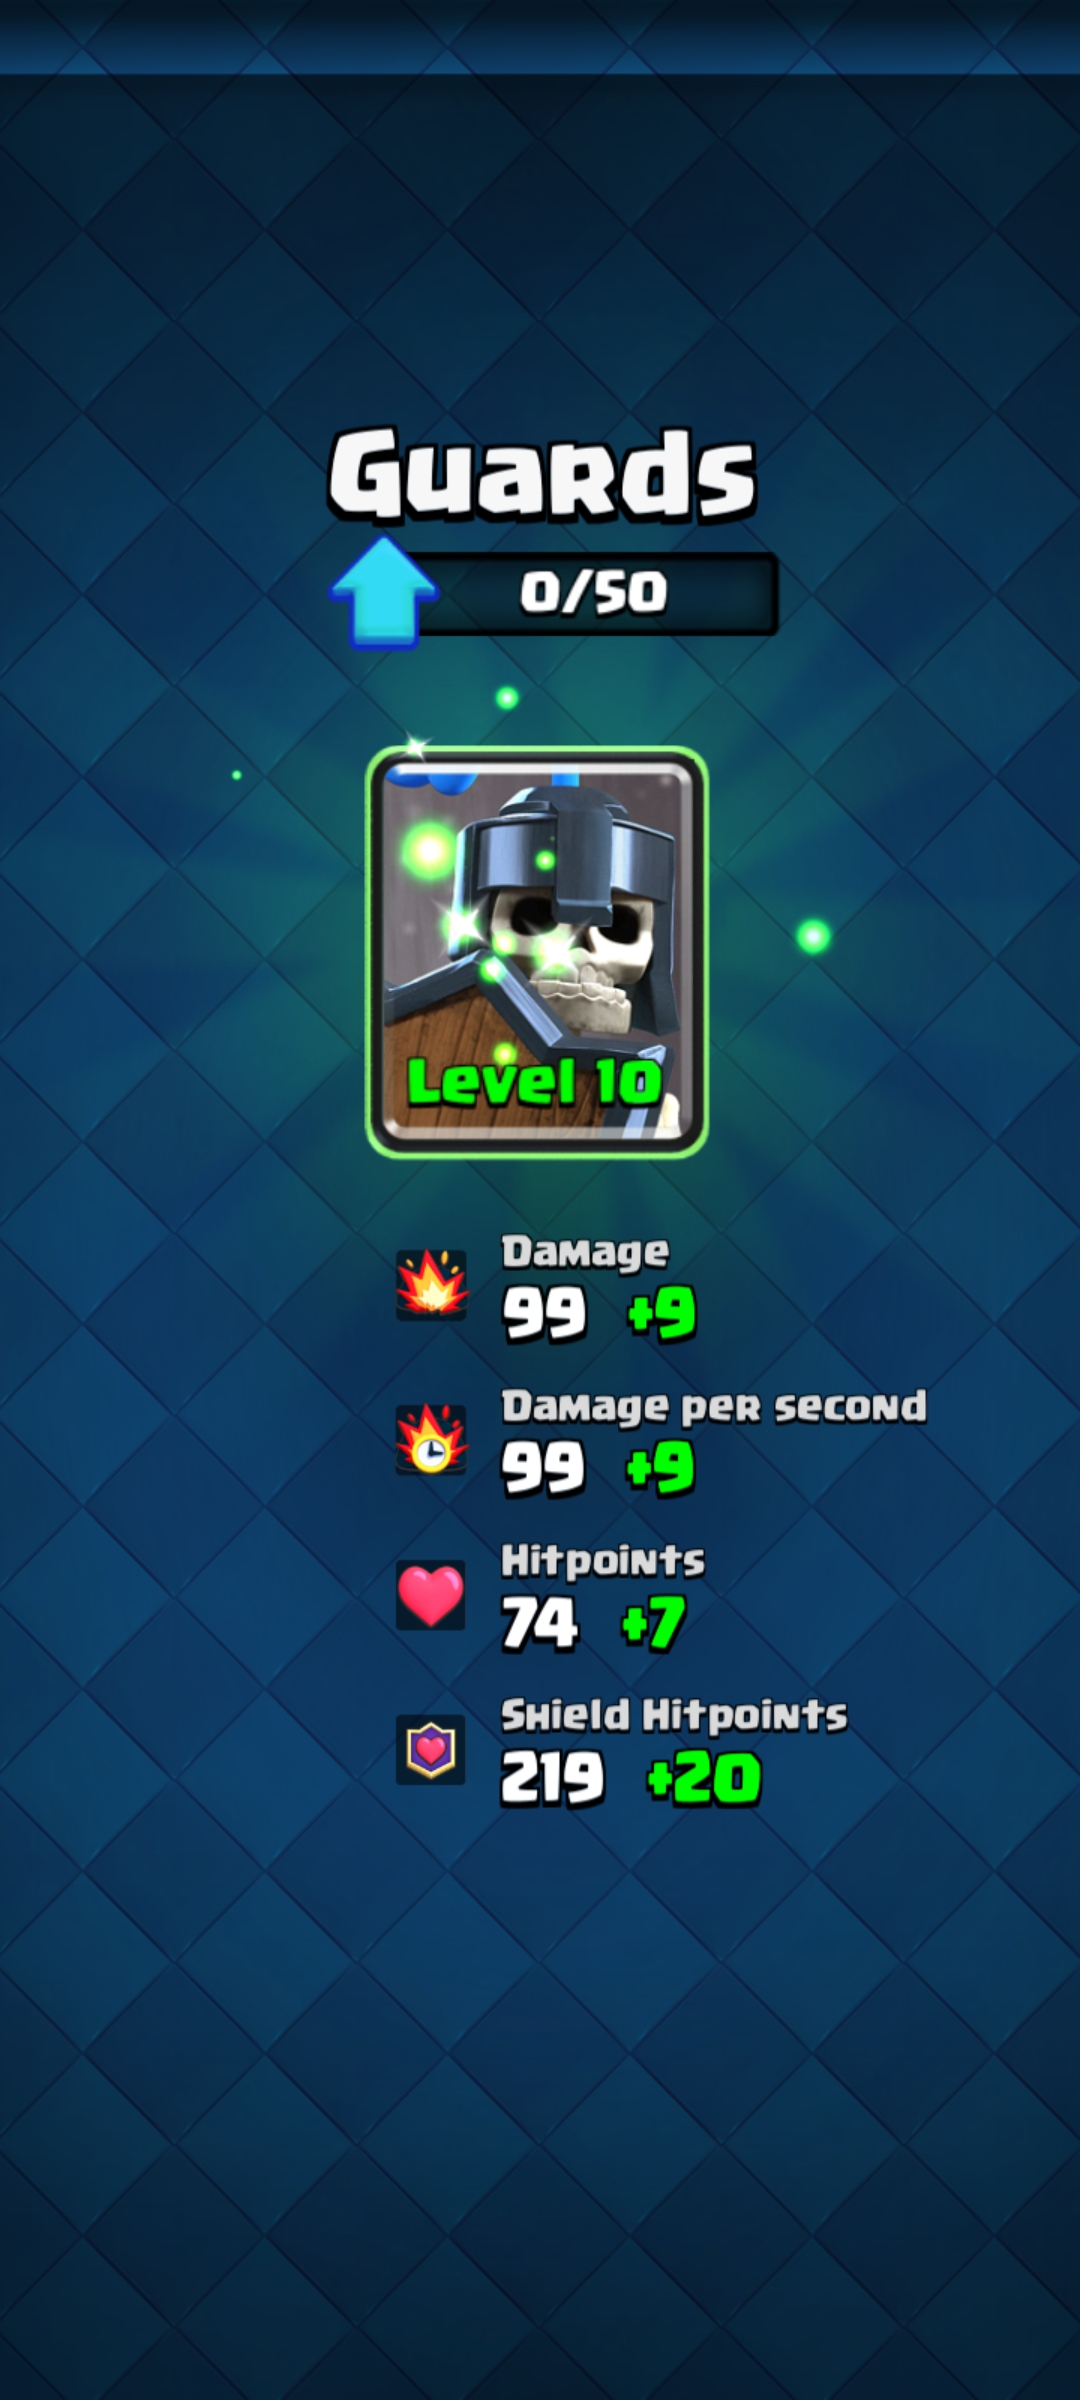 Guards
0/50
Level 10
Damage
99 +9
Damage per second
99 +9
Hitpoints
74 +7
Shield Hitpoints
219 +20